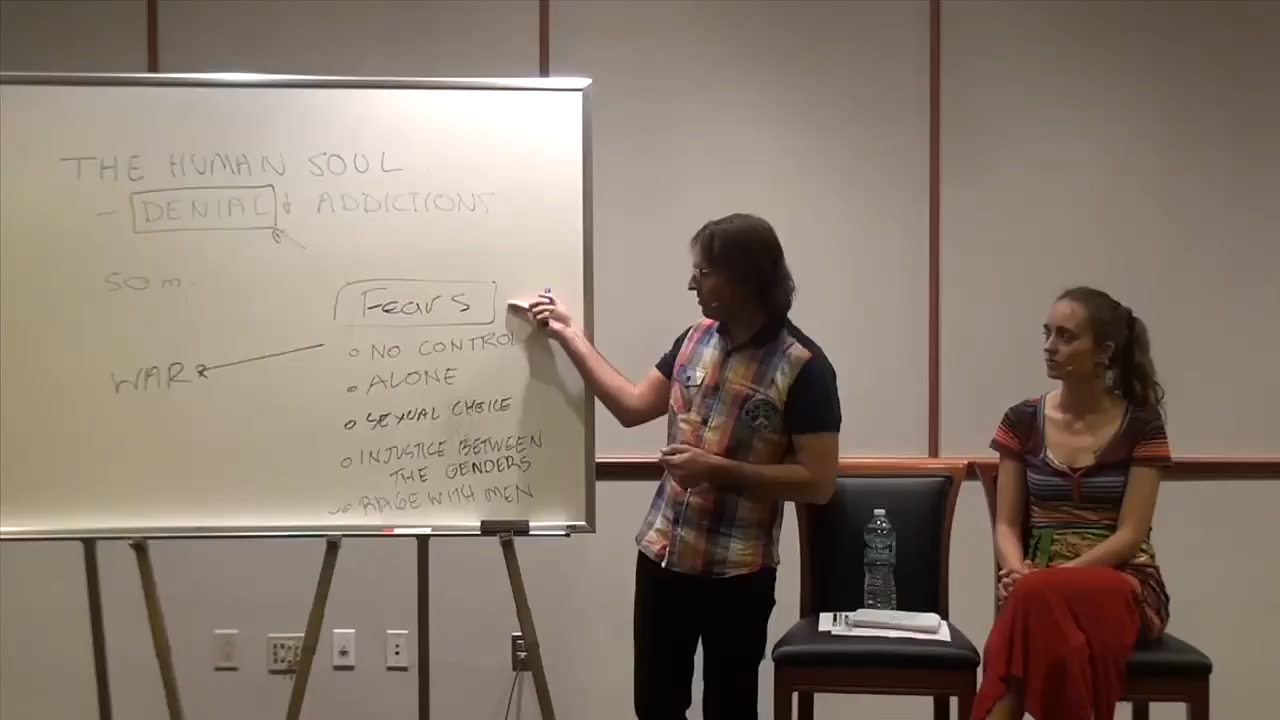 THE HUMAN SOUL
- DENIAL & ADDICTIONS
50 m.
Fears
NO CONTROL
WAR
ALONE
SEXUAL CHOICE
INJUSTICE BETWEEN
THE GENDERS
RAGE WITH MEN